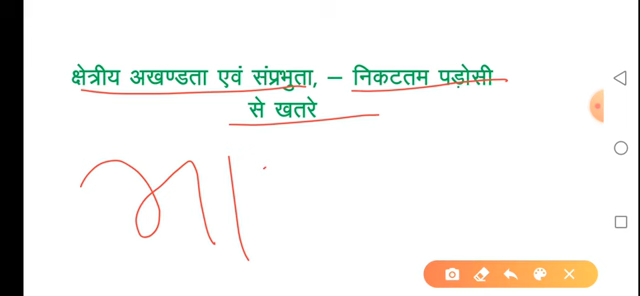 क्षेत्रीय अखण्डता एवं संप्रभुता, – निकटतम पड़ोसी
से खतरे
भा